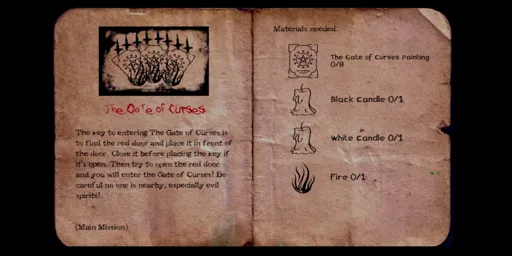 The Gate of Curses
The key to entering The Gate of Curses is
to find the red door and place it in front of
the door. Close it before placing the key if
it's open. Then try to open the red door
and you will enter the Gate of Curses! Be
careful no one is nearby, especially evil
spirits!
(Main Mission)
Materials needed:
The Gate of Curses Painting
0/8
Black Candle 0/1
White Candle 0/1
Fire 0/1